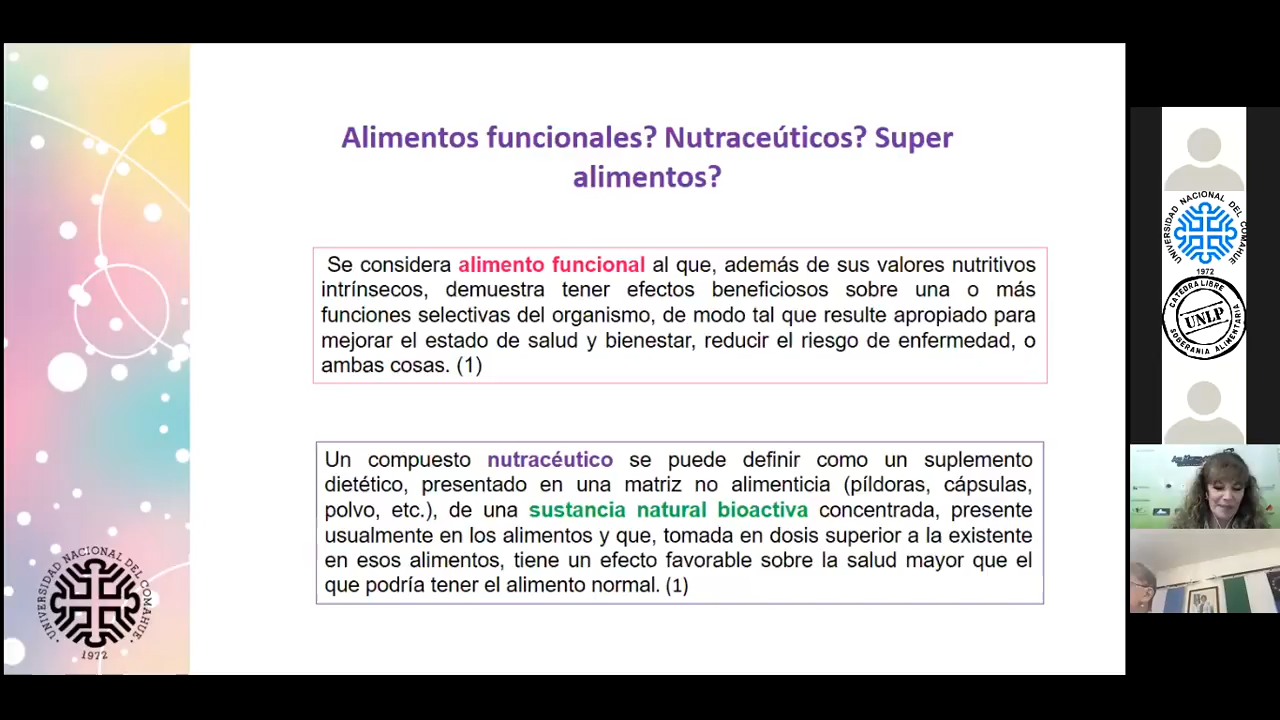 Alimentos funcionales? Nutraceúticos? Super
alimentos?
Se considera alimento funcional al que, además de sus valores nutritivos
intrínsecos, demuestra tener efectos beneficiosos sobre una o más
funciones selectivas del organismo, de modo tal que resulte apropiado para
mejorar el estado de salud y bienestar, reducir el riesgo de enfermedad, o
ambas cosas. (1)
Un compuesto nutracéutico se puede definir como un suplemento
dietético, presentado en una matriz no alimenticia (píldoras, cápsulas,
polvo, etc.), de una sustancia natural bioactiva concentrada, presente
usualmente en los alimentos y que, tomada en dosis superior a la existente
en esos alimentos, tiene un efecto favorable sobre la salud mayor que el
que podría tener el alimento normal. (1)
UNIVERSIDAD NACIONAL DEL COMAHUE
1972
UNIVERSIDAD NACIONAL DEL COMAHUE
1972
CATEDRA LIBRE
UNLP
SOBERANIA ALIMENTARIA